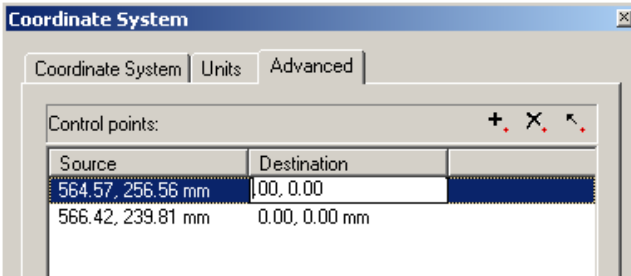 Coordinate System
Coordinate System Units Advanced
Control points:
Source Destination
564.57, 256.56 mm .00, 0.00
566.42, 239.81 mm 0.00, 0.00 mm